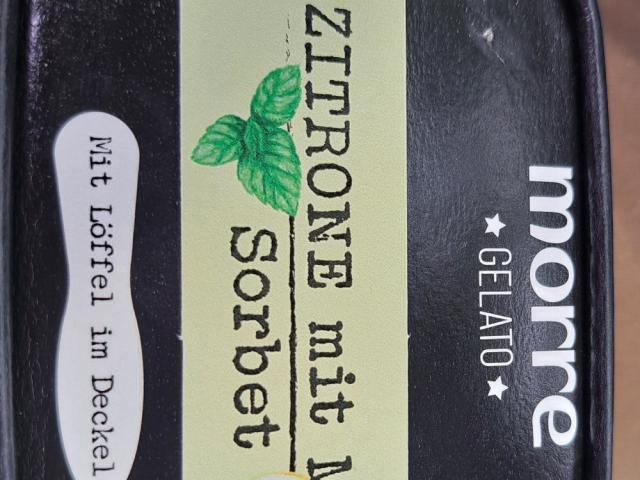 morre
GELATO
ZITRONE mit
Sorbet
Mit Löffel im Deckel